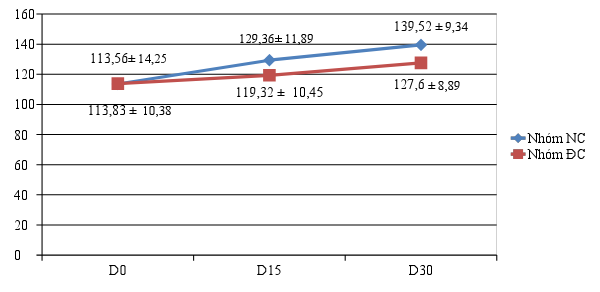 160
140
120
100
80
60
40
20
0
113,56± 14,25
129,36± 11,89
139,52 ± 9,34
113,83 ± 10,38
119,32 ± 10,45
127,6 ± 8,89
D0
D15
D30
Nhóm NC
Nhóm ĐC